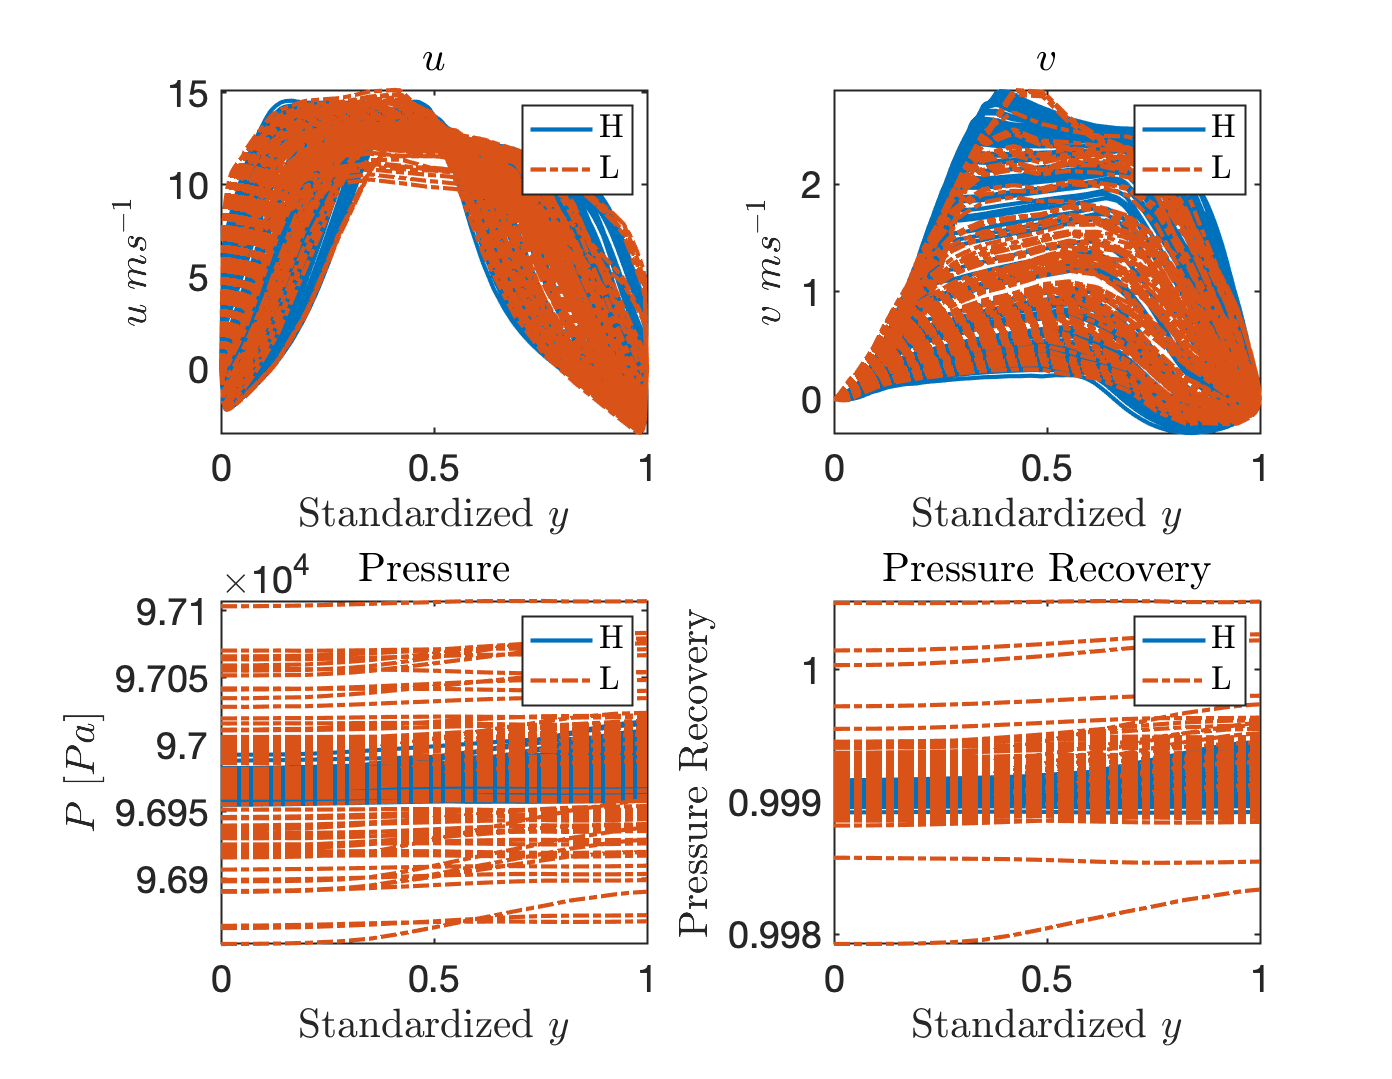 u
15
10
5
0
u ms⁻¹
H
L
0 0.5 1
Standardized y
v
2
1
0
v ms⁻¹
H
L
0 0.5 1
Standardized y
×10⁴ Pressure
9.71
9.705
9.7
9.695
9.69
P [Pa]
H
L
0 0.5 1
Standardized y
Pressure Recovery
1
0.999
0.998
Pressure Recovery
H
L
0 0.5 1
Standardized y